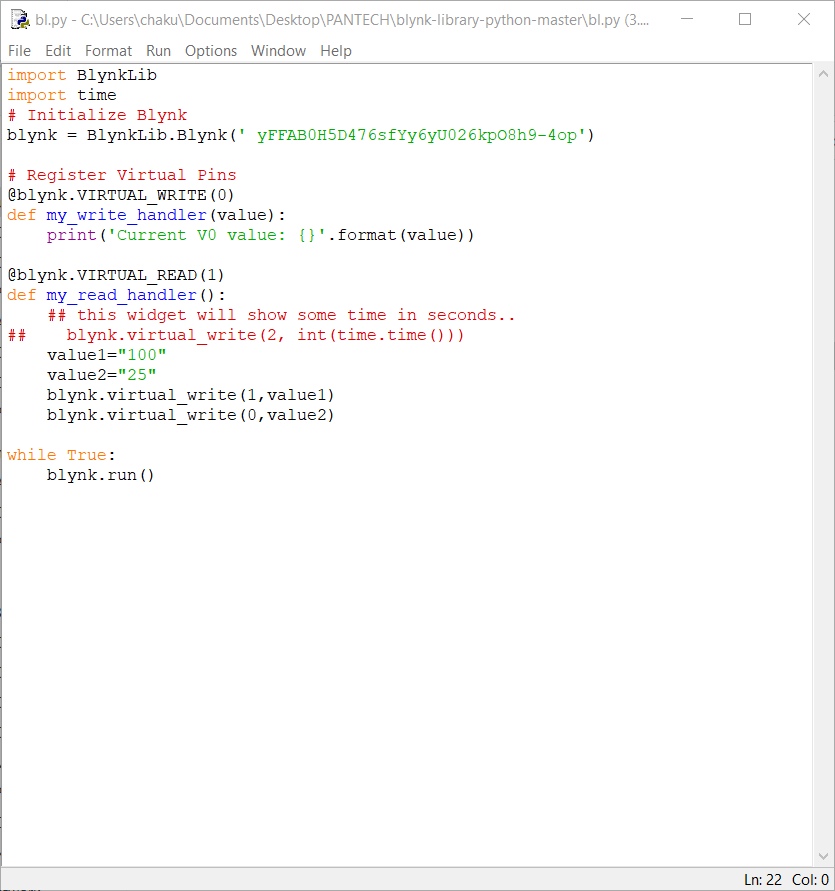 bl.py - C:\Users\chaku\Documents\Desktop\PANTECH\blynk-library-python-master\bl.py (3....
File Edit Format Run Options Window Help
import BlynkLib
import time
# Initialize Blynk
blynk = BlynkLib.Blynk(' yFFAB0H5D476sfYy6yU026kpO8h9-4op')

# Register Virtual Pins
@blynk.VIRTUAL_WRITE(0)
def my_write_handler(value):
    print('Current V0 value: {}'.format(value))

@blynk.VIRTUAL_READ(1)
def my_read_handler():
    ## this widget will show some time in seconds..
##    blynk.virtual_write(2, int(time.time()))
    value1="100"
    value2="25"
    blynk.virtual_write(1,value1)
    blynk.virtual_write(0,value2)

while True:
    blynk.run()
Ln: 22 Col: 0